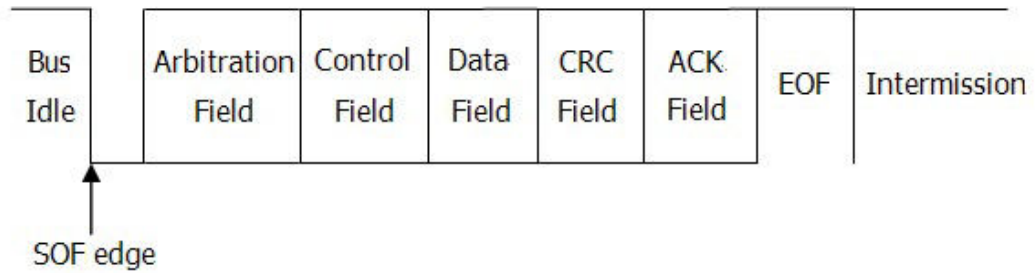 Bus
Idle
Arbitration
Field
Control
Field
Data
Field
CRC
Field
ACK
Field
EOF
Intermission
SOF edge